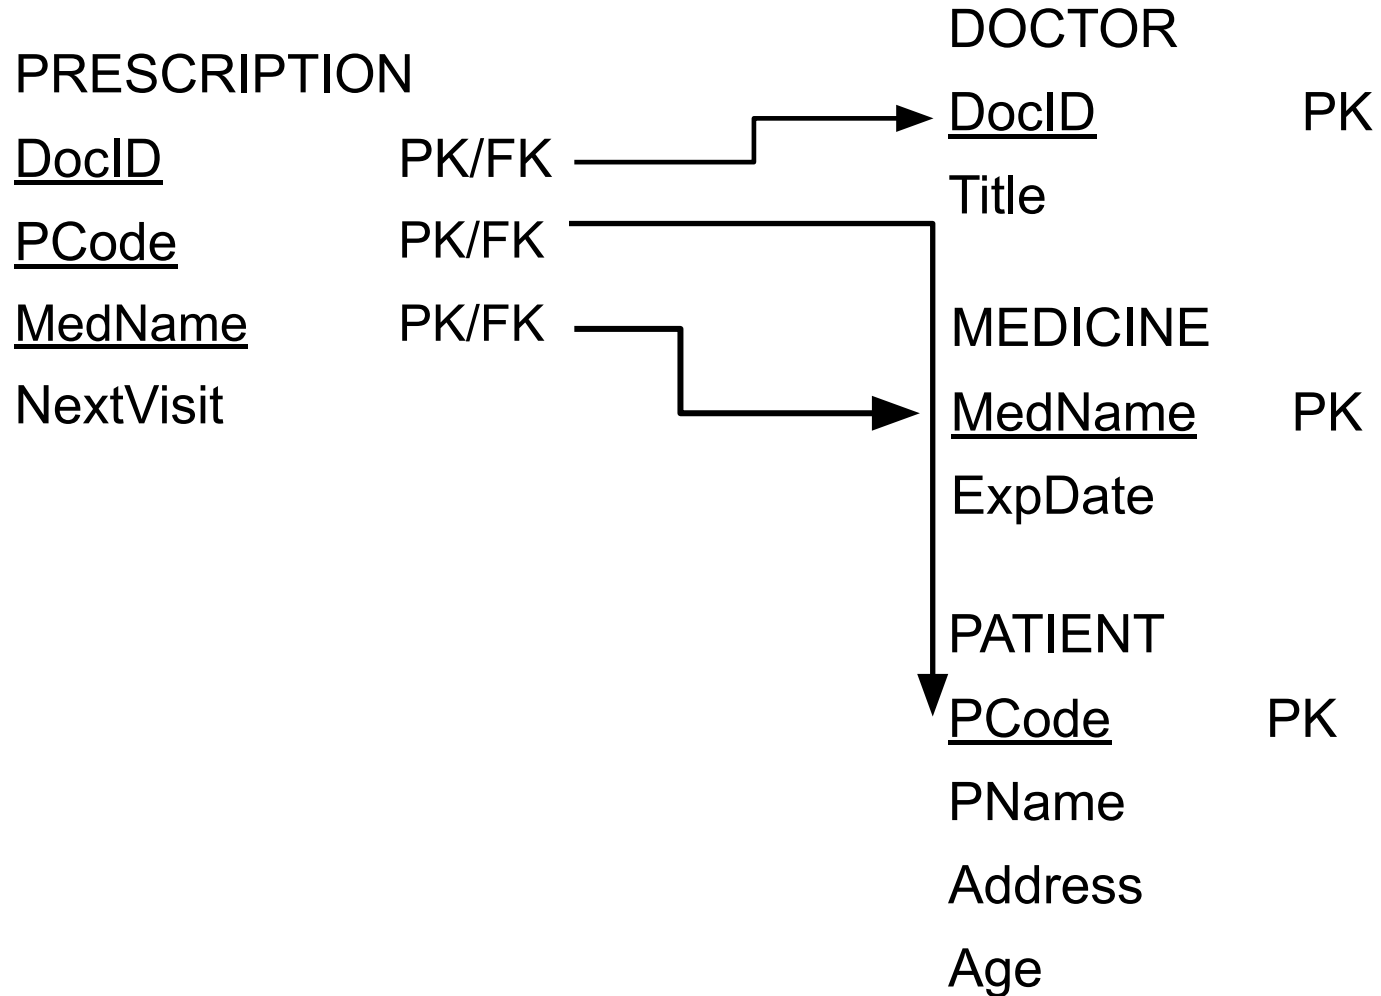 PRESCRIPTION
DocID PK/FK
PCode PK/FK
MedName PK/FK
NextVisit
DOCTOR
DocID PK
Title
MEDICINE
MedName PK
ExpDate
PATIENT
PCode PK
PName
Address
Age